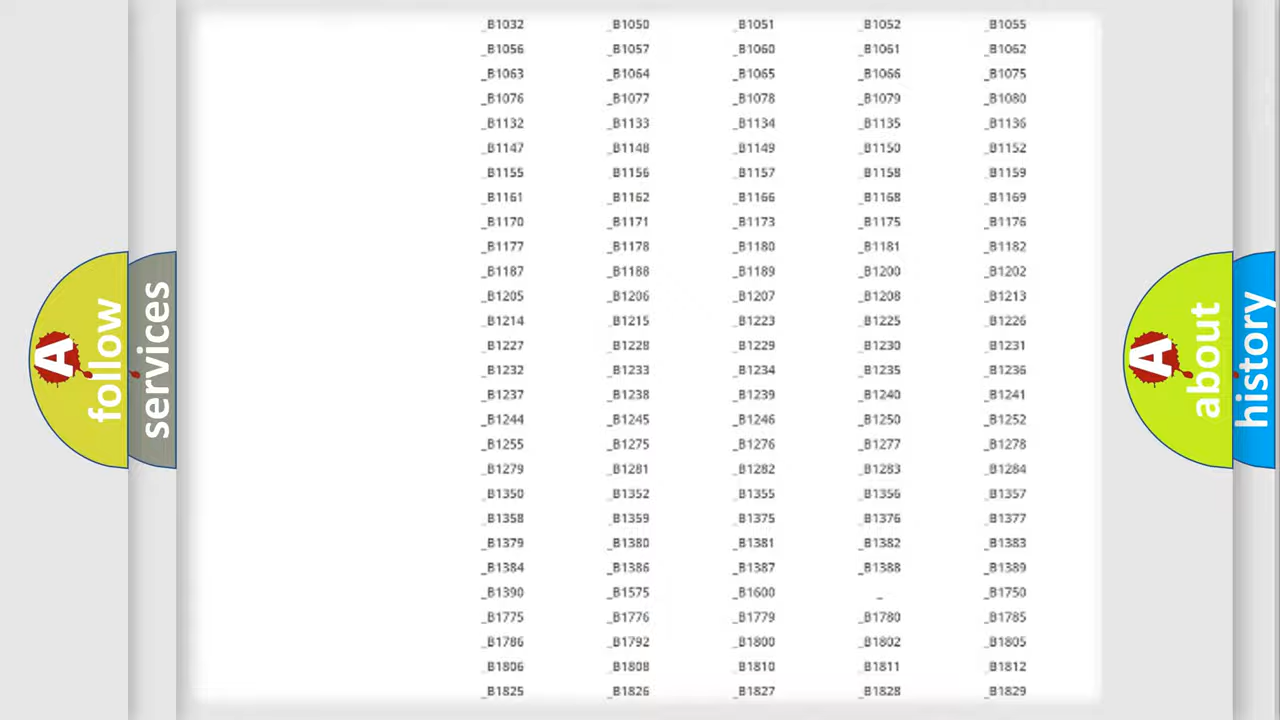 _B1032 _B1050 _B1051 _B1052 _B1055
_B1056 _B1057 _B1060 _B1061 _B1062
_B1063 _B1064 _B1065 _B1066 _B1075
_B1076 _B1077 _B1078 _B1079 _B1080
_B1132 _B1133 _B1134 _B1135 _B1136
_B1147 _B1148 _B1149 _B1150 _B1152
_B1155 _B1156 _B1157 _B1158 _B1159
_B1161 _B1162 _B1166 _B1168 _B1169
_B1170 _B1171 _B1173 _B1175 _B1176
_B1177 _B1178 _B1180 _B1181 _B1182
_B1187 _B1188 _B1189 _B1200 _B1202
_B1205 _B1206 _B1207 _B1208 _B1213
_B1214 _B1215 _B1223 _B1225 _B1226
_B1227 _B1228 _B1229 _B1230 _B1231
_B1232 _B1233 _B1234 _B1235 _B1236
_B1237 _B1238 _B1239 _B1240 _B1241
_B1244 _B1245 _B1246 _B1250 _B1252
_B1255 _B1275 _B1276 _B1277 _B1278
_B1279 _B1281 _B1282 _B1283 _B1284
_B1350 _B1352 _B1355 _B1356 _B1357
_B1358 _B1359 _B1375 _B1376 _B1377
_B1379 _B1380 _B1381 _B1382 _B1383
_B1384 _B1386 _B1387 _B1388 _B1389
_B1390 _B1575 _B1600 _ _B1750
_B1775 _B1776 _B1779 _B1780 _B1785
_B1786 _B1792 _B1800 _B1802 _B1805
_B1806 _B1808 _B1810 _B1811 _B1812
_B1825 _B1826 _B1827 _B1828 _B1829
A follow
services
A about
history